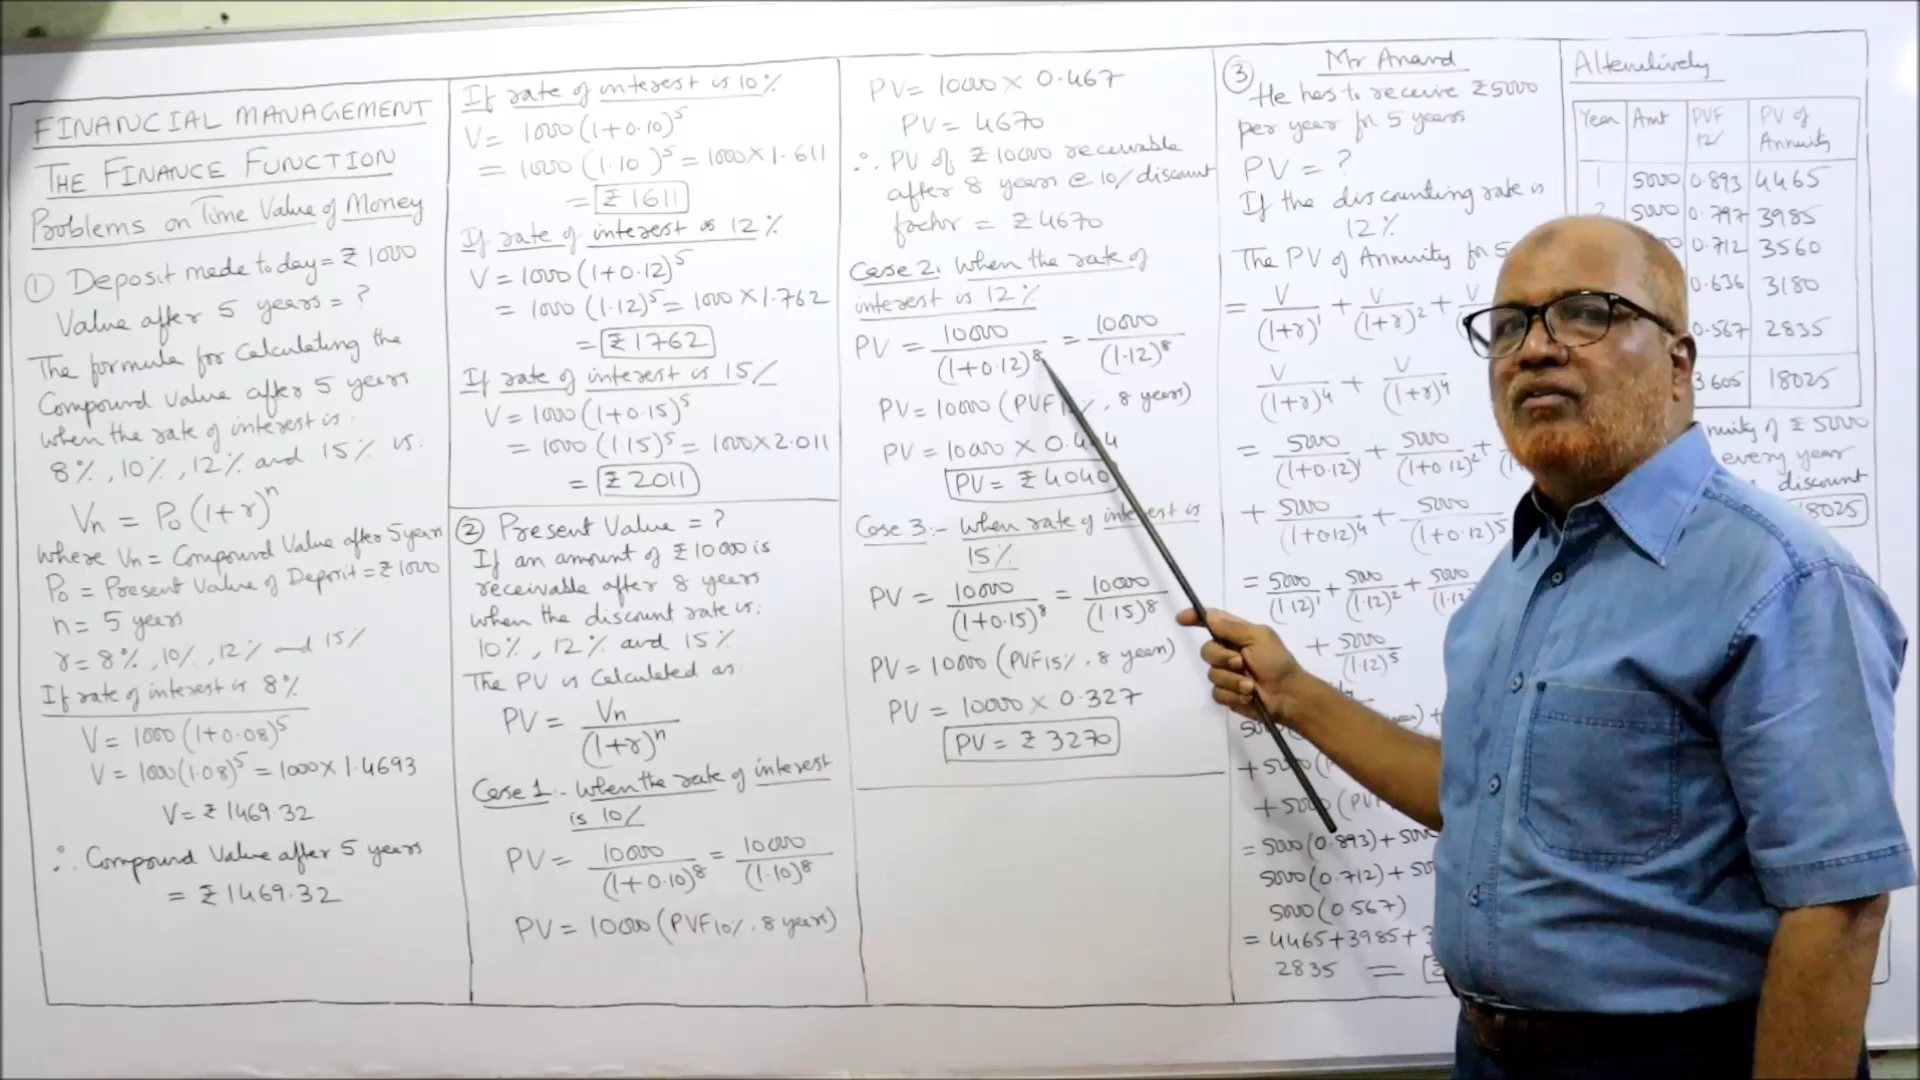 FINANCIAL MANAGEMENT
THE FINANCE FUNCTION
Problems on Time Value of Money
① Deposit made today = ₹ 1000
Value after 5 years = ?
The formula for calculating the
Compound value after 5 years
when the rate of interest is:
8%, 10%, 12% and 15% is:
Vn = P₀(1+r)ⁿ
where Vn = Compound Value after 5 years
P₀ = Present Value of Deposit = ₹ 1000
n = 5 years
r = 8%, 10%, 12% and 15%
If rate of interest is 8%
V = 1000(1+0.08)⁵
V = 1000(1.08)⁵ = 1000 × 1.4693
V = ₹ 1469.32
∴ Compound Value after 5 years
= ₹ 1469.32
If rate of interest is 10%
V = 1000(1+0.10)⁵
= 1000(1.10)⁵ = 1000 × 1.611
= ₹ 1611
If rate of interest is 12%
V = 1000(1+0.12)⁵
= 1000(1.12)⁵ = 1000 × 1.762
= ₹ 1762
If rate of interest is 15%
V = 1000(1+0.15)⁵
= 1000(1.15)⁵ = 1000 × 2.011
= ₹ 2011
② Present Value = ?
If an amount of ₹ 10000 is
receivable after 8 years
when the discount rate is:
10%, 12% and 15%
The PV is Calculated as:
PV = Vn/(1+r)ⁿ
Case 1:- When the rate of interest
is 10%
PV = 10000/(1+0.10)⁸ = 10000/(1.10)⁸
PV = 10000(PVF10%, 8 years)
PV = 10000 × 0.467
PV = 4670
∴ PV of ₹ 10000 receivable
after 8 years @ 10% discount
factor = ₹ 4670
Case 2: When the rate of
interest is 12%
PV = 10000/(1+0.12)⁸ = 10000/(1.12)⁸
PV = 10000(PVF12%, 8 years)
PV = 10000 × 0.404
PV = ₹ 4040
Case 3:- When rate of interest is
15%
PV = 10000/(1+0.15)⁸ = 10000/(1.15)⁸
PV = 10000(PVF15%, 8 years)
PV = 10000 × 0.327
PV = ₹ 3270
③ Mr Anand
He has to receive ₹ 5000
per year for 5 years
PV = ?
If the discounting rate is
12%
The PV of Annuity for 5
= V/(1+r)¹ + V/(1+r)² + V
V/(1+r)⁴ + V/(1+r)⁴
= 5000/(1+0.12)¹ + 5000/(1+0.12)² +
+ 5000/(1+0.12)⁴ + 5000/(1+0.12)⁵
= 5000/(1.12)¹ + 5000/(1.12)² + 5000/(1.12)
+ 5000/(1.12)⁵
+ 5000(PVF
= 5000(0.893) + 5000
5000(0.712) + 50
5000(0.567)
= 4465 + 3985 + 3
2835 = ₹
Alternatively
Year Amt PVF 12% PV of Annuity
1 5000 0.893 4465
2 5000 0.797 3985
0.712 3560
0.636 3180
0.567 2835
3.605 18025
nuity of ₹ 5000
every year
discount
18025